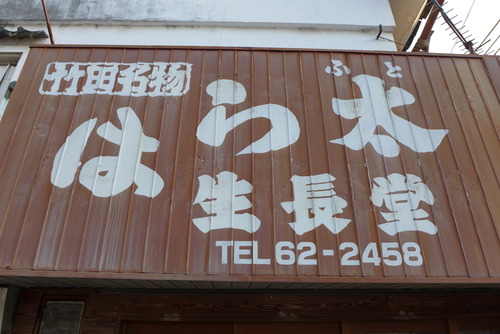 竹田名物
ふと
はら太
生長堂
TEL 62-2458